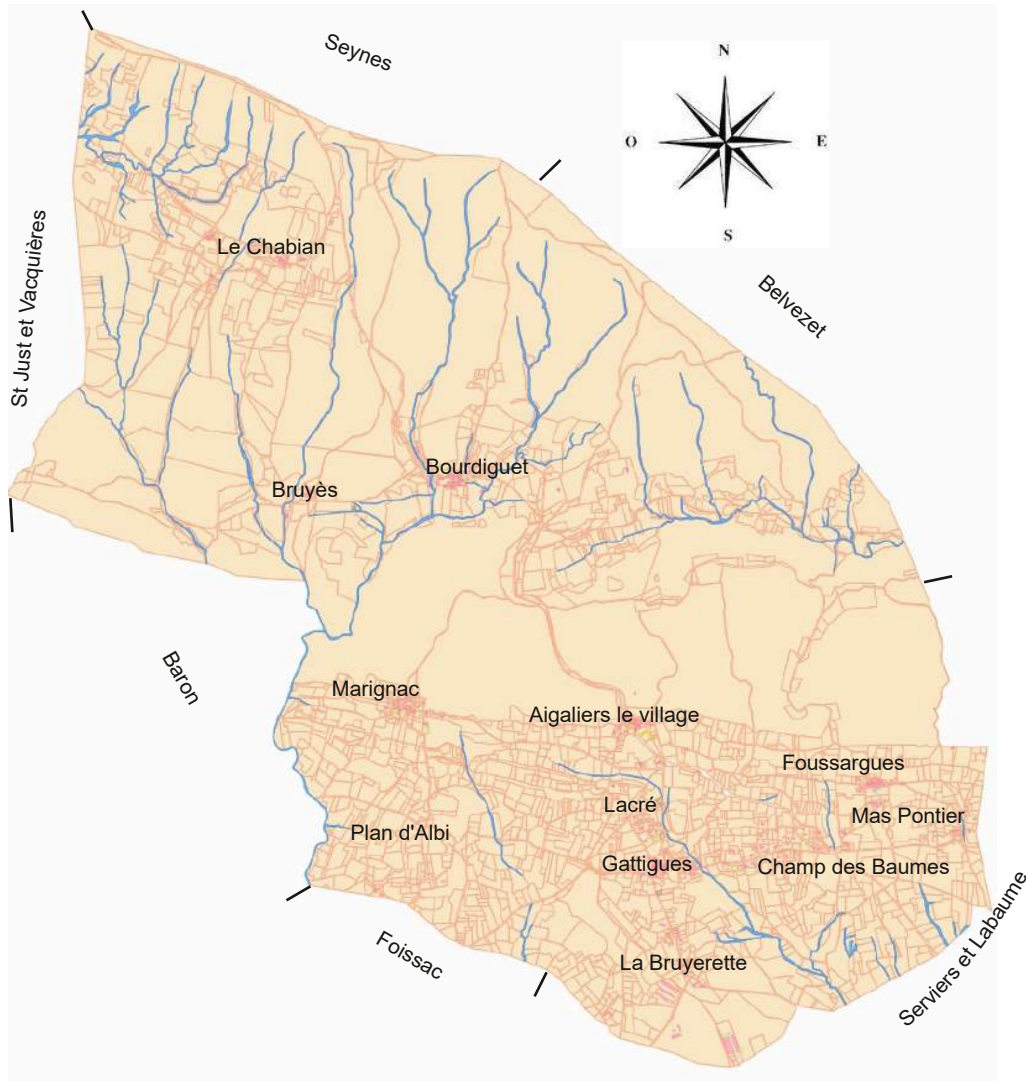 Seynes
N
O
E
S
St Just et Vacquières
Le Chabian
Belvezet
Bourdiguet
Bruyès
Baron
Marignac
Aigaliers le village
Foussargues
Lacré
Mas Pontier
Plan d'Albi
Gattigues
Champ des Baumes
Foissac
La Bruyerette
Serviers et Labaume